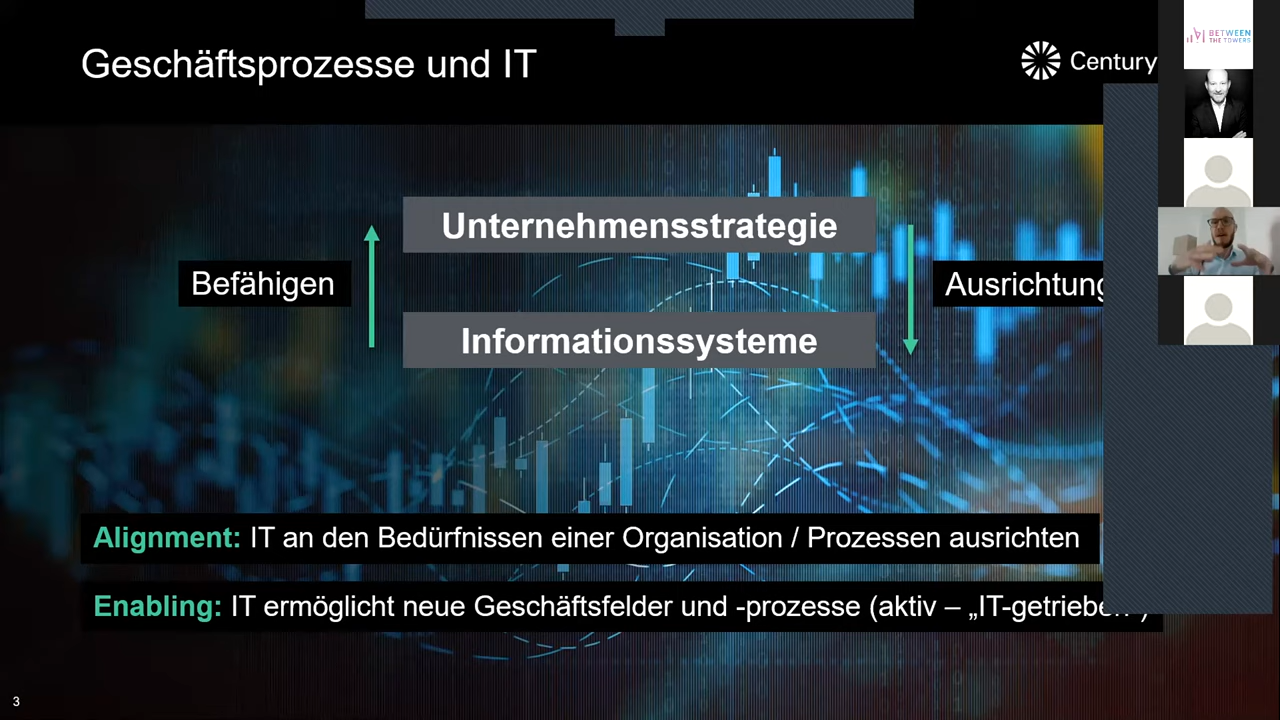 Geschäftsprozesse und IT
Century
BETWEEN
THE TOWERS
Unternehmensstrategie
Befähigen
Ausrichtung
Informationssysteme
Alignment: IT an den Bedürfnissen einer Organisation / Prozessen ausrichten
Enabling: IT ermöglicht neue Geschäftsfelder und -prozesse (aktiv – „IT-getrieben“)
3